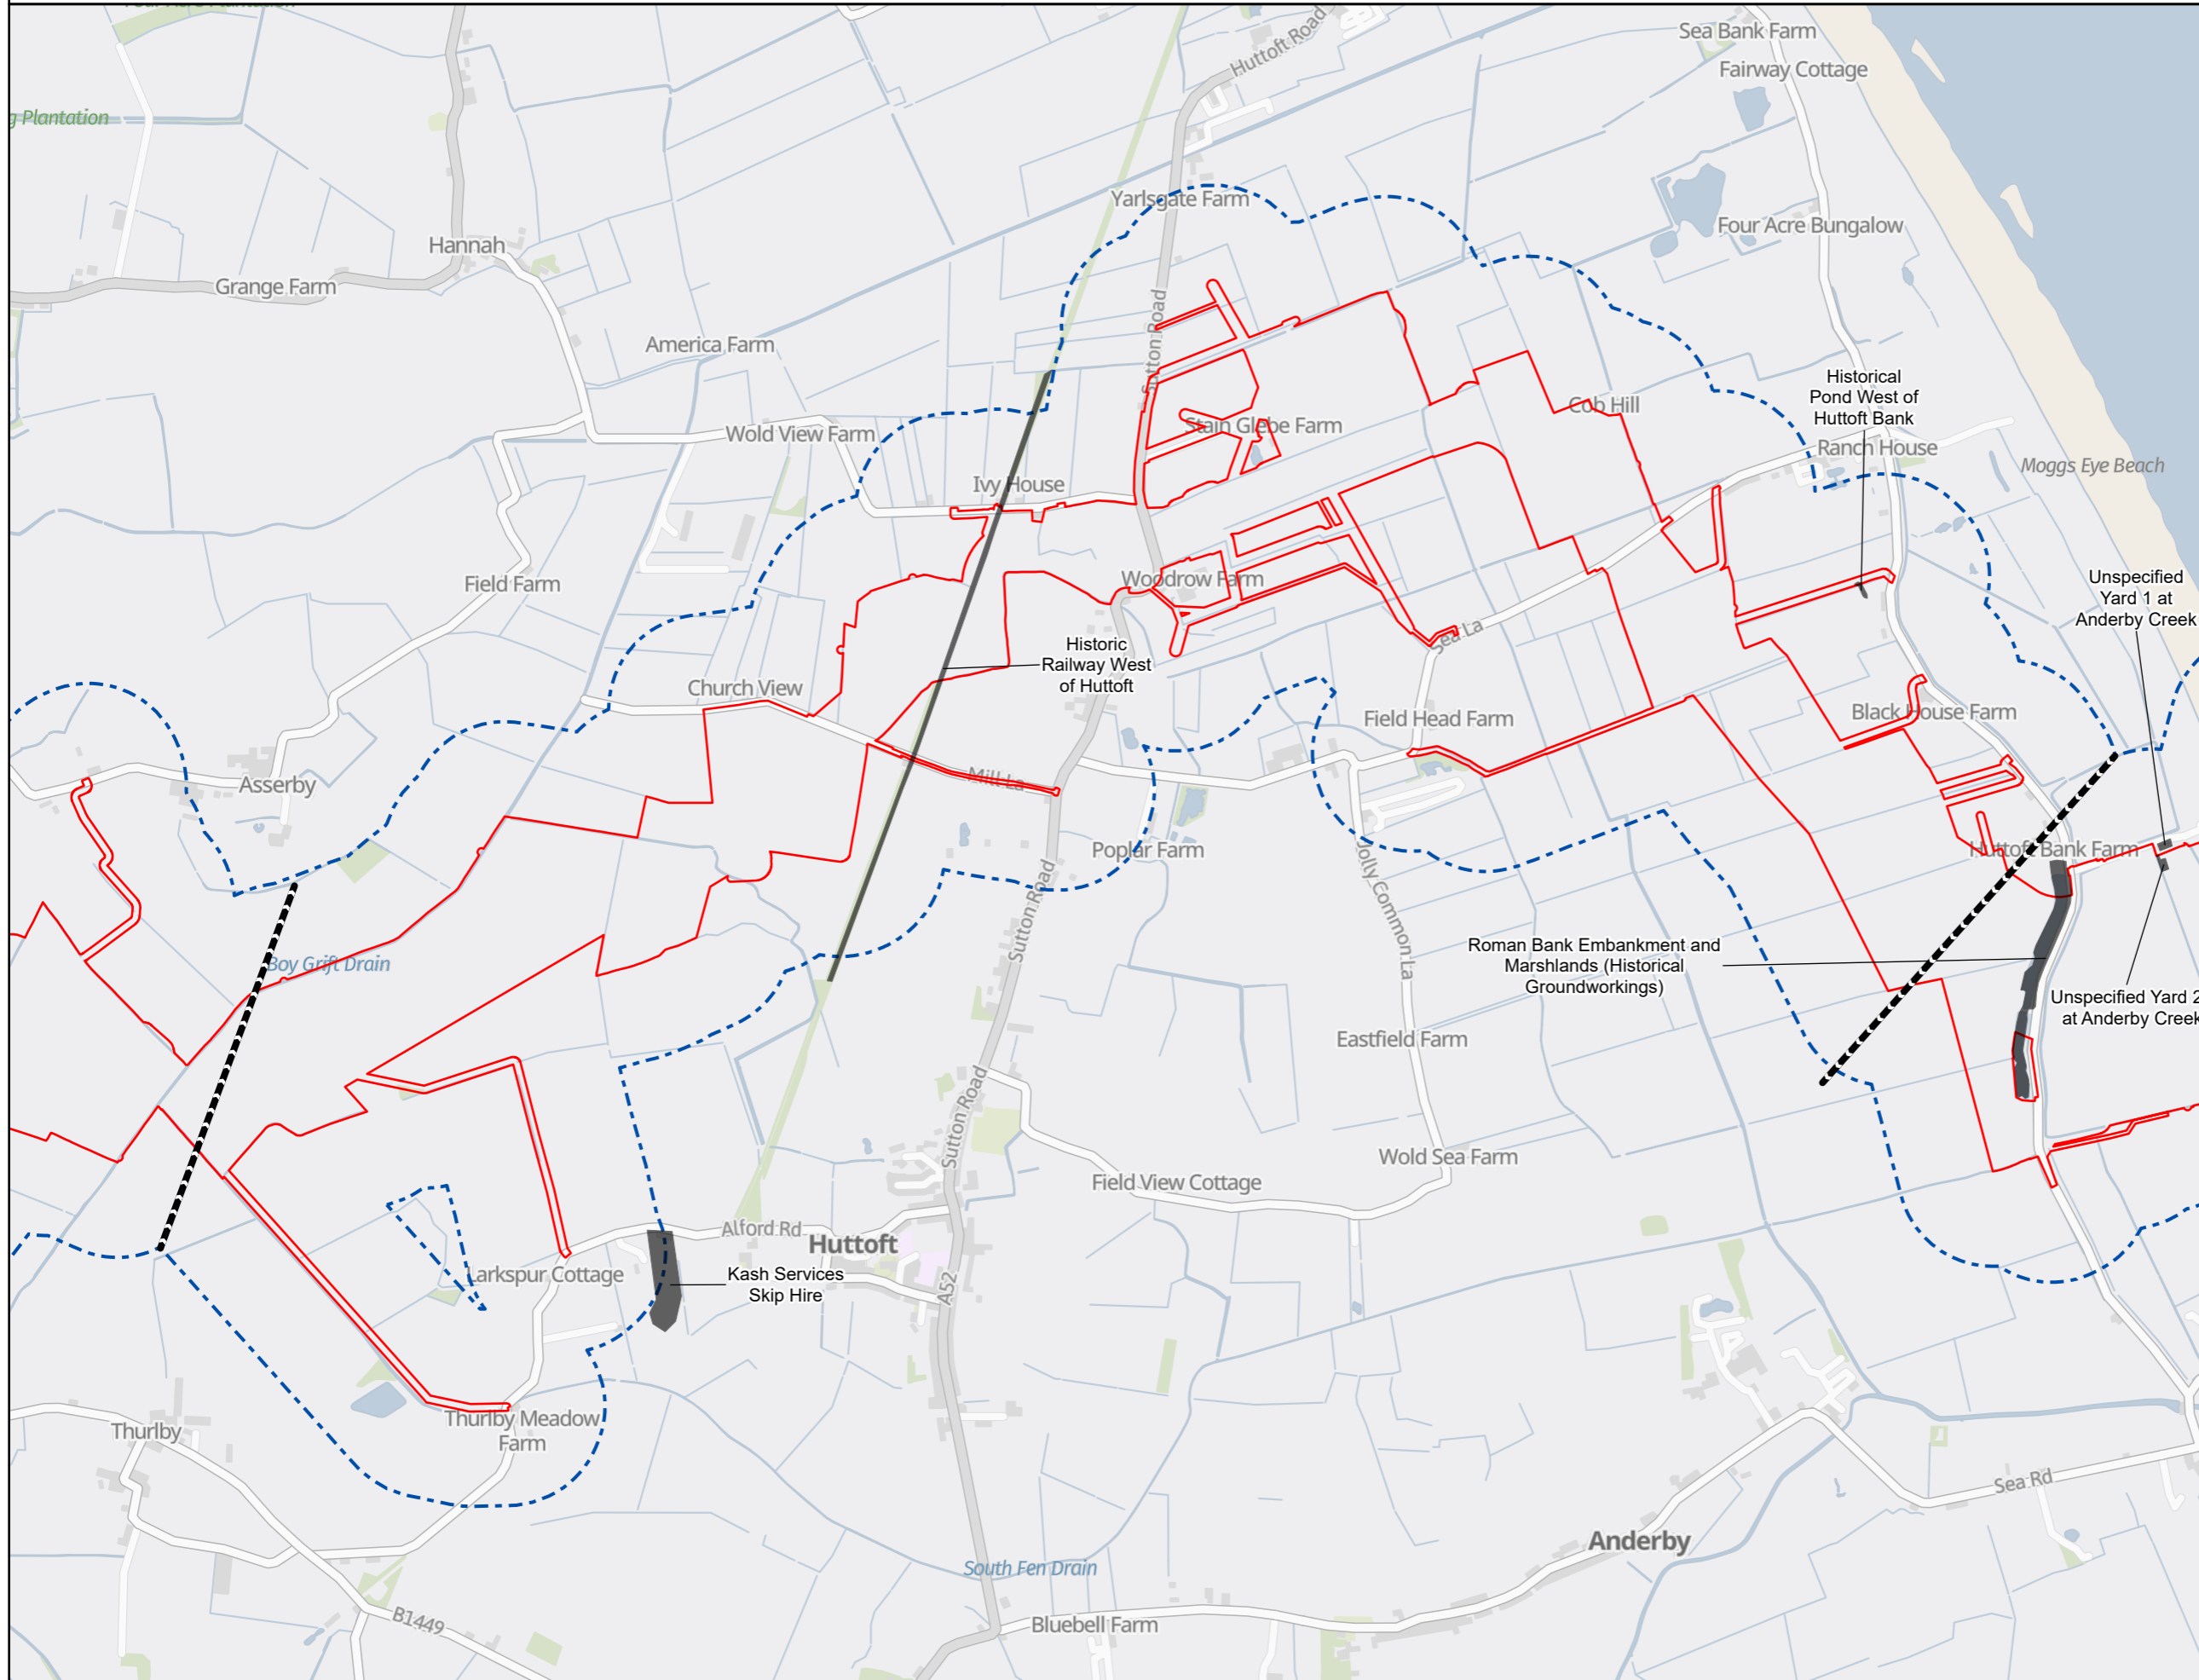 Sea Bank Farm
Huttoft Road
Fairway Cottage
g Plantation
Yarlsgate Farm
Four Acre Bungalow
Hannah
Grange Farm
Sutton Road
America Farm
Historical
Pond West of
Huttoft Bank
Cob Hill
Stain Glebe Farm
Wold View Farm
Ranch House
Moggs Eye Beach
Ivy House
Field Farm
Woodrow Farm
Unspecified
Yard 1 at
Anderby Creek
Sea La
Historic
Railway West
of Huttoft
Church View
Field Head Farm
Black House Farm
Asserby
Mill La
Poplar Farm
Huttoft Bank Farm
Jolly Common La
Sutton Road
Boy Grift Drain
Roman Bank Embankment and
Marshlands (Historical
Groundworkings)
Unspecified Yard 2
at Anderby Creek
Eastfield Farm
Sutton Road
Wold Sea Farm
Field View Cottage
Alford Rd
Huttoft
Larkspur Cottage
Kash Services
Skip Hire
A52
Thurlby Meadow
Farm
Thurlby
Sea Rd
Anderby
South Fen Drain
B1449
Bluebell Farm